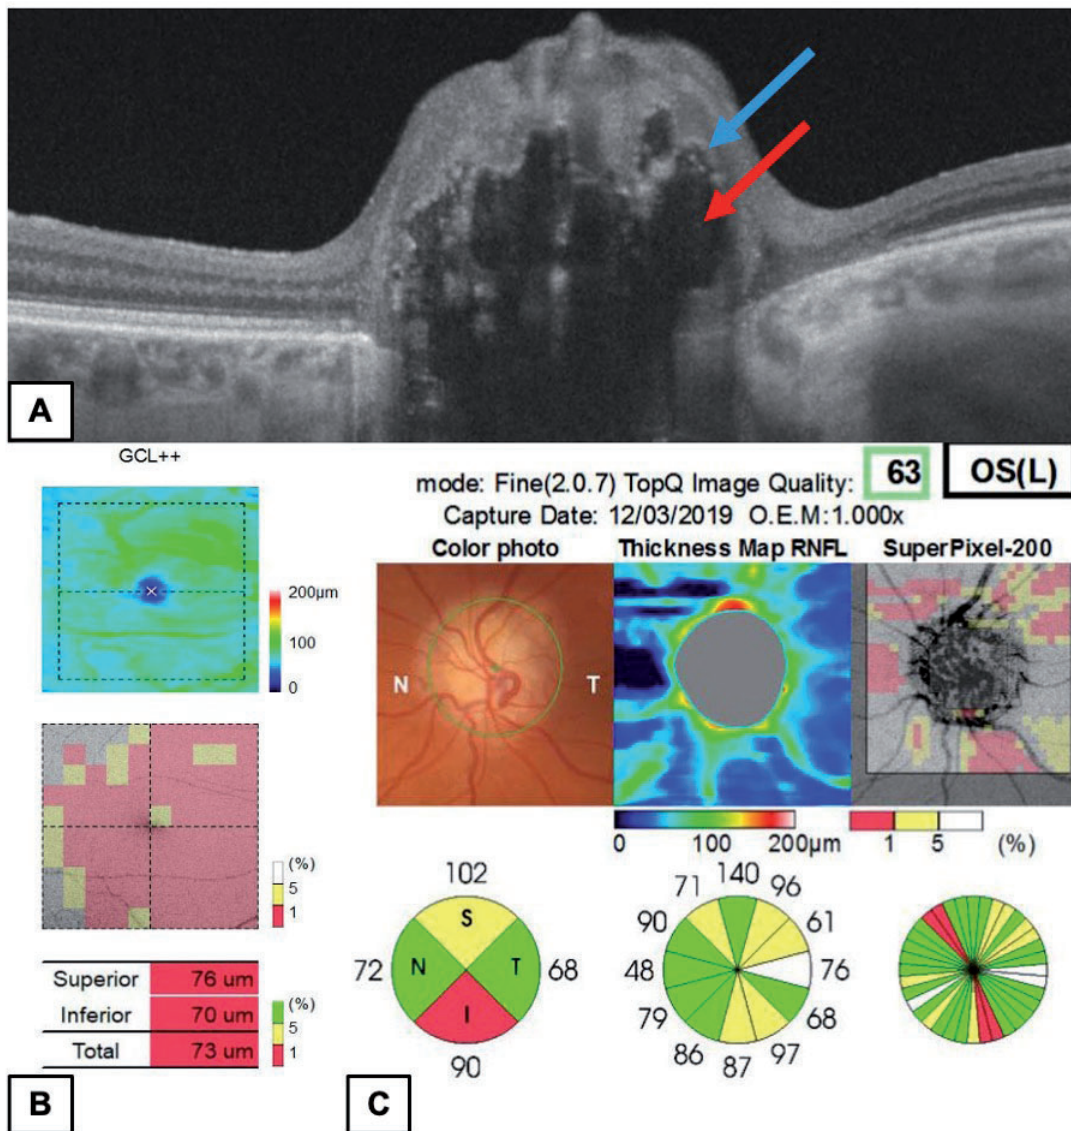 A
GCL++
200μm
100
0
(%)
5
1
Superior 76 um
Inferior 70 um
Total 73 um
(%)
5
1
B
mode: Fine(2.0.7) TopQ Image Quality: 63 OS(L)
Capture Date: 12/03/2019 O.E.M:1.000x
Color photo Thickness Map RNFL SuperPixel-200
N T
0 100 200μm
1 5 (%)
102
S
72 N T 68
I
90
140
71 96
90 61
48 76
79 68
86 97
87
C